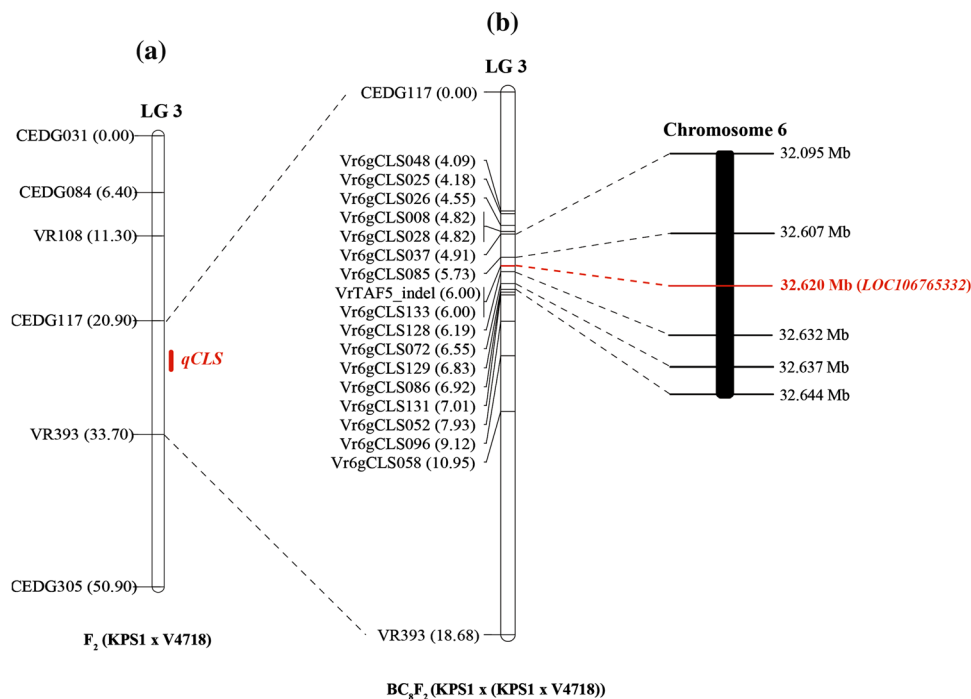 (a)
LG 3
CEDG031 (0.00)
CEDG084 (6.40)
VR108 (11.30)
CEDG117 (20.90)
qCLS
VR393 (33.70)
CEDG305 (50.90)
F2 (KPS1 x V4718)
(b)
LG 3
CEDG117 (0.00)
Vr6gCLS048 (4.09)
Vr6gCLS025 (4.18)
Vr6gCLS026 (4.55)
Vr6gCLS008 (4.82)
Vr6gCLS028 (4.82)
Vr6gCLS037 (4.91)
Vr6gCLS085 (5.73)
VrTAF5_indel (6.00)
Vr6gCLS133 (6.00)
Vr6gCLS128 (6.19)
Vr6gCLS072 (6.55)
Vr6gCLS129 (6.83)
Vr6gCLS086 (6.92)
Vr6gCLS131 (7.01)
Vr6gCLS052 (7.93)
Vr6gCLS096 (9.12)
Vr6gCLS058 (10.95)
VR393 (18.68)
BC8F2 (KPS1 x (KPS1 x V4718))
Chromosome 6
32.095 Mb
32.607 Mb
32.620 Mb (LOC106765332)
32.632 Mb
32.637 Mb
32.644 Mb